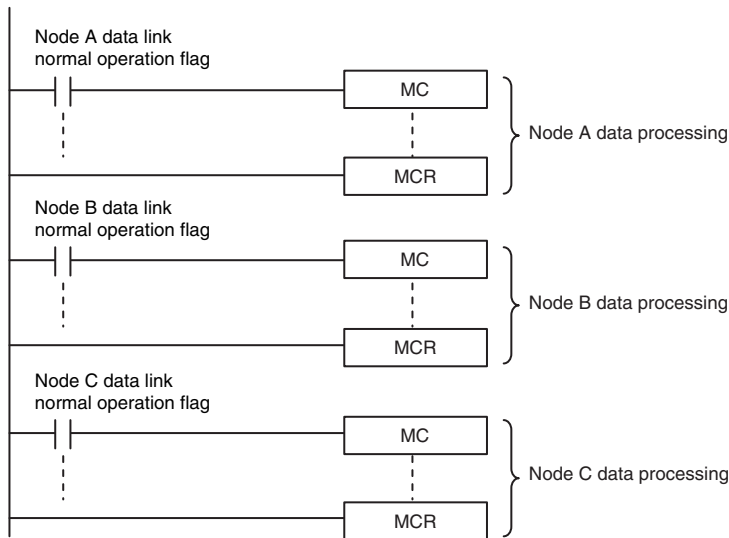 Node A data link
normal operation flag
MC
Node A data processing
MCR
Node B data link
normal operation flag
MC
Node B data processing
MCR
Node C data link
normal operation flag
MC
Node C data processing
MCR